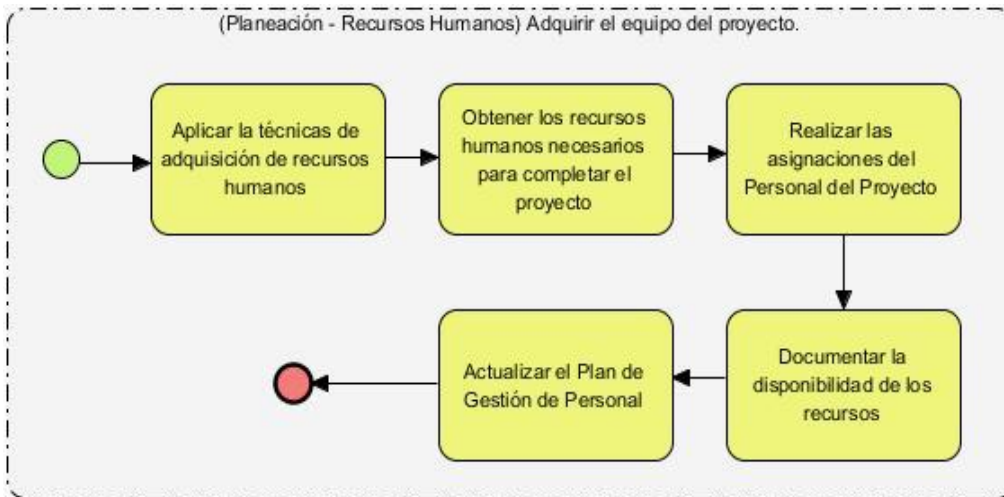 (Planeación - Recursos Humanos) Adquirir el equipo del proyecto.
Aplicar la técnicas de
adquisición de recursos
humanos
Obtener los recursos
humanos necesarios
para completar el
proyecto
Realizar las
asignaciones del
Personal del Proyecto
Documentar la
disponibilidad de los
recursos
Actualizar el Plan de
Gestión de Personal